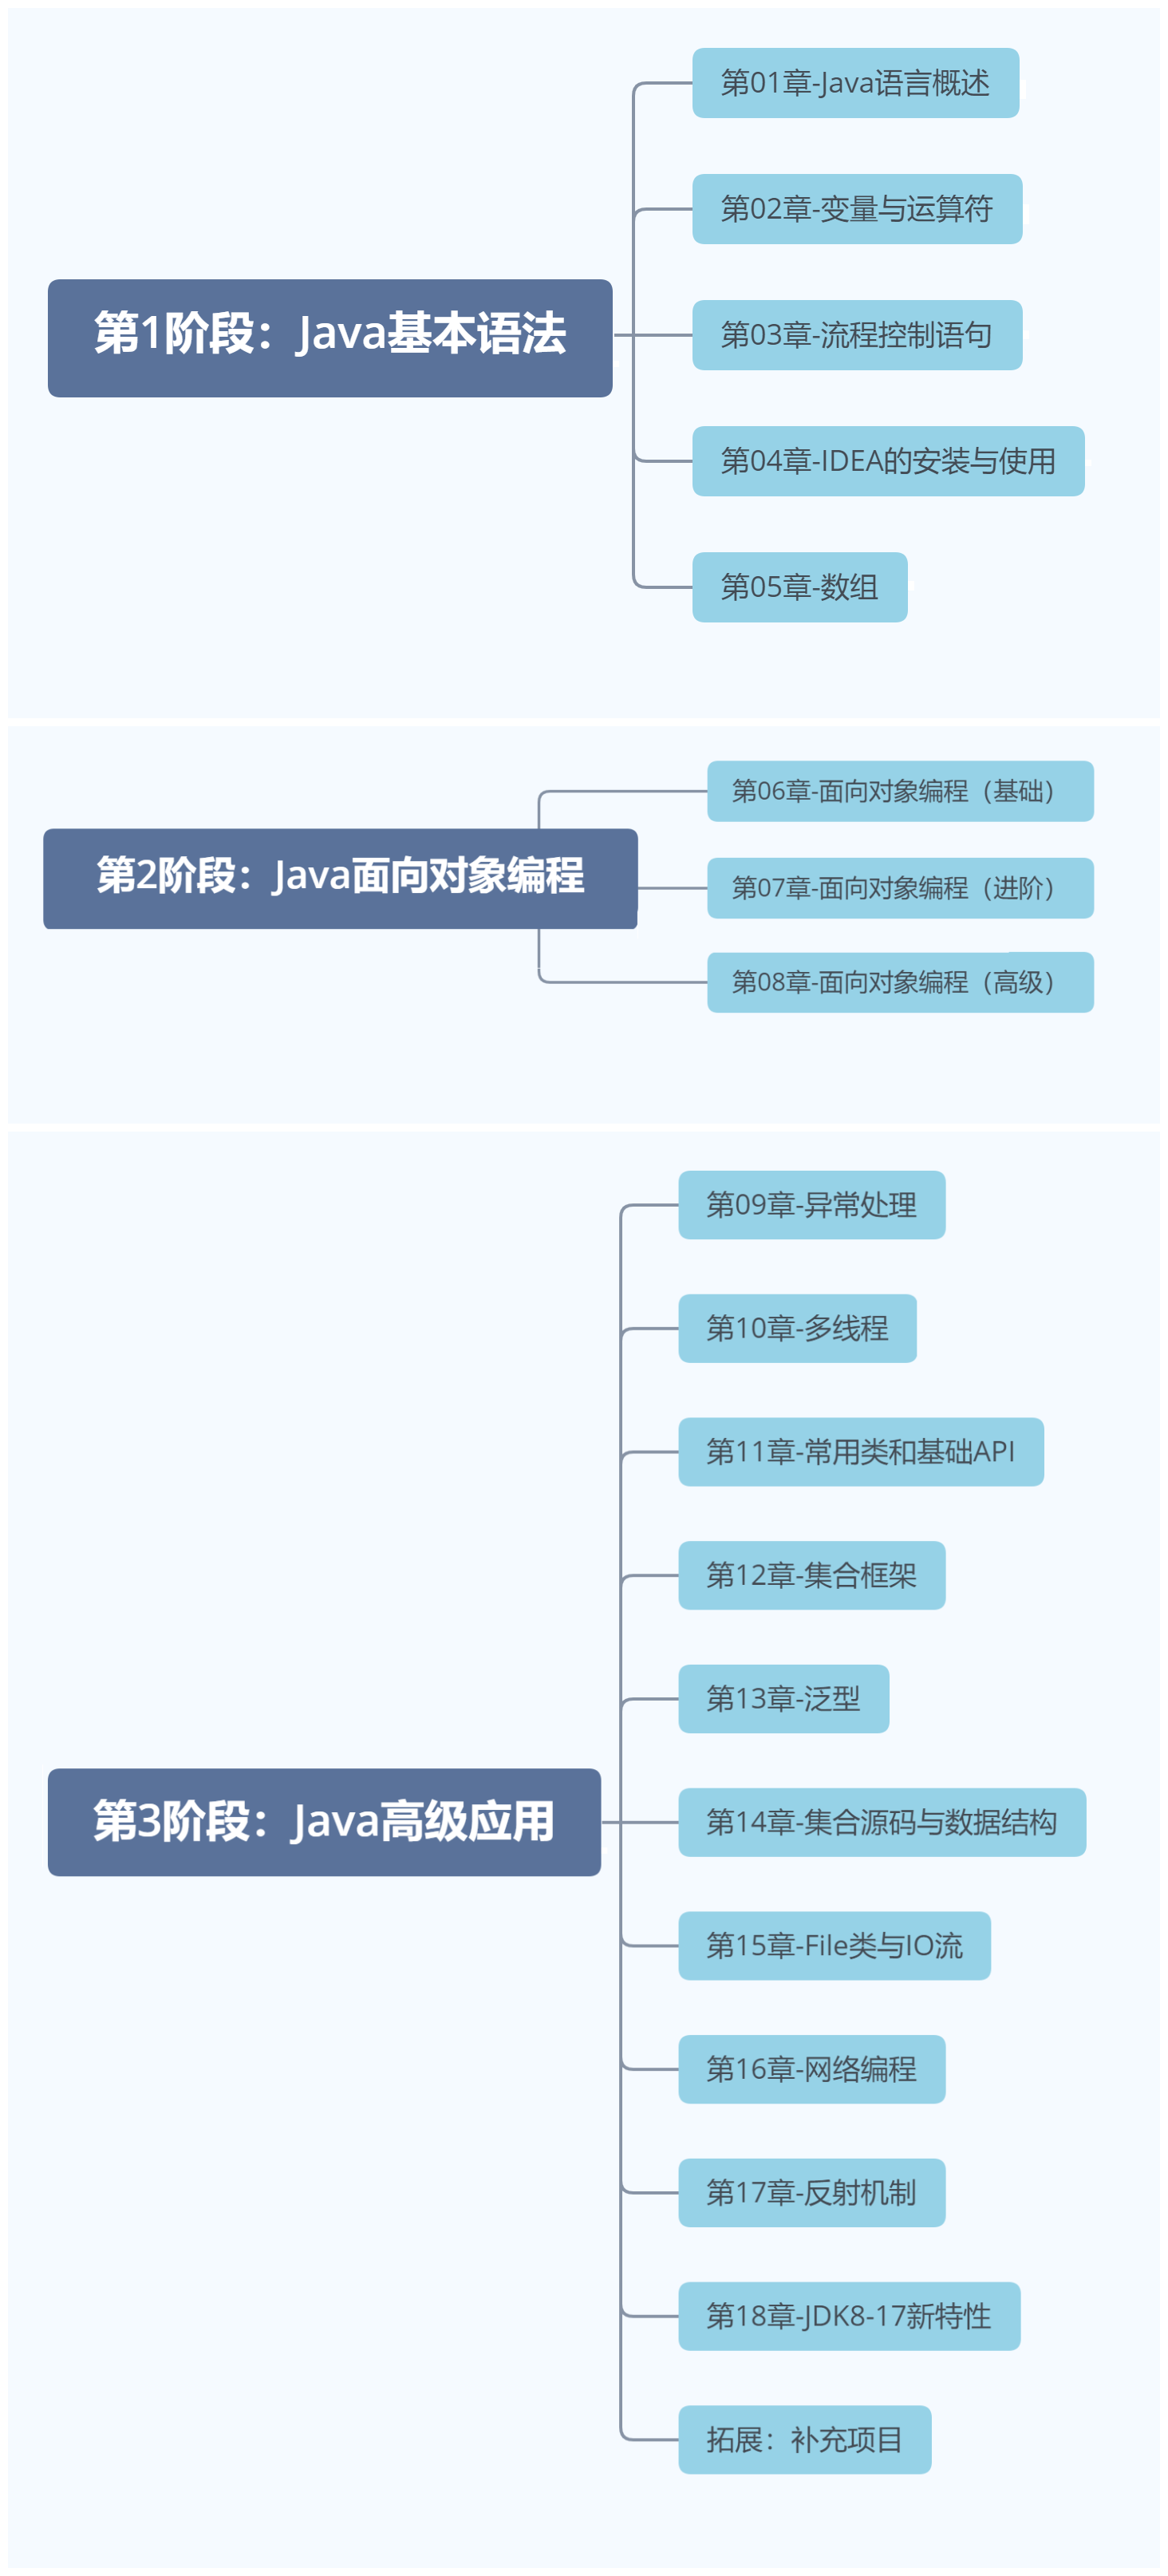 第1阶段：Java基本语法
第01章-Java语言概述
第02章-变量与运算符
第03章-流程控制语句
第04章-IDEA的安装与使用
第05章-数组
第2阶段：Java面向对象编程
第06章-面向对象编程（基础）
第07章-面向对象编程（进阶）
第08章-面向对象编程（高级）
第3阶段：Java高级应用
第09章-异常处理
第10章-多线程
第11章-常用类和基础API
第12章-集合框架
第13章-泛型
第14章-集合源码与数据结构
第15章-File类与IO流
第16章-网络编程
第17章-反射机制
第18章-JDK8-17新特性
拓展：补充项目